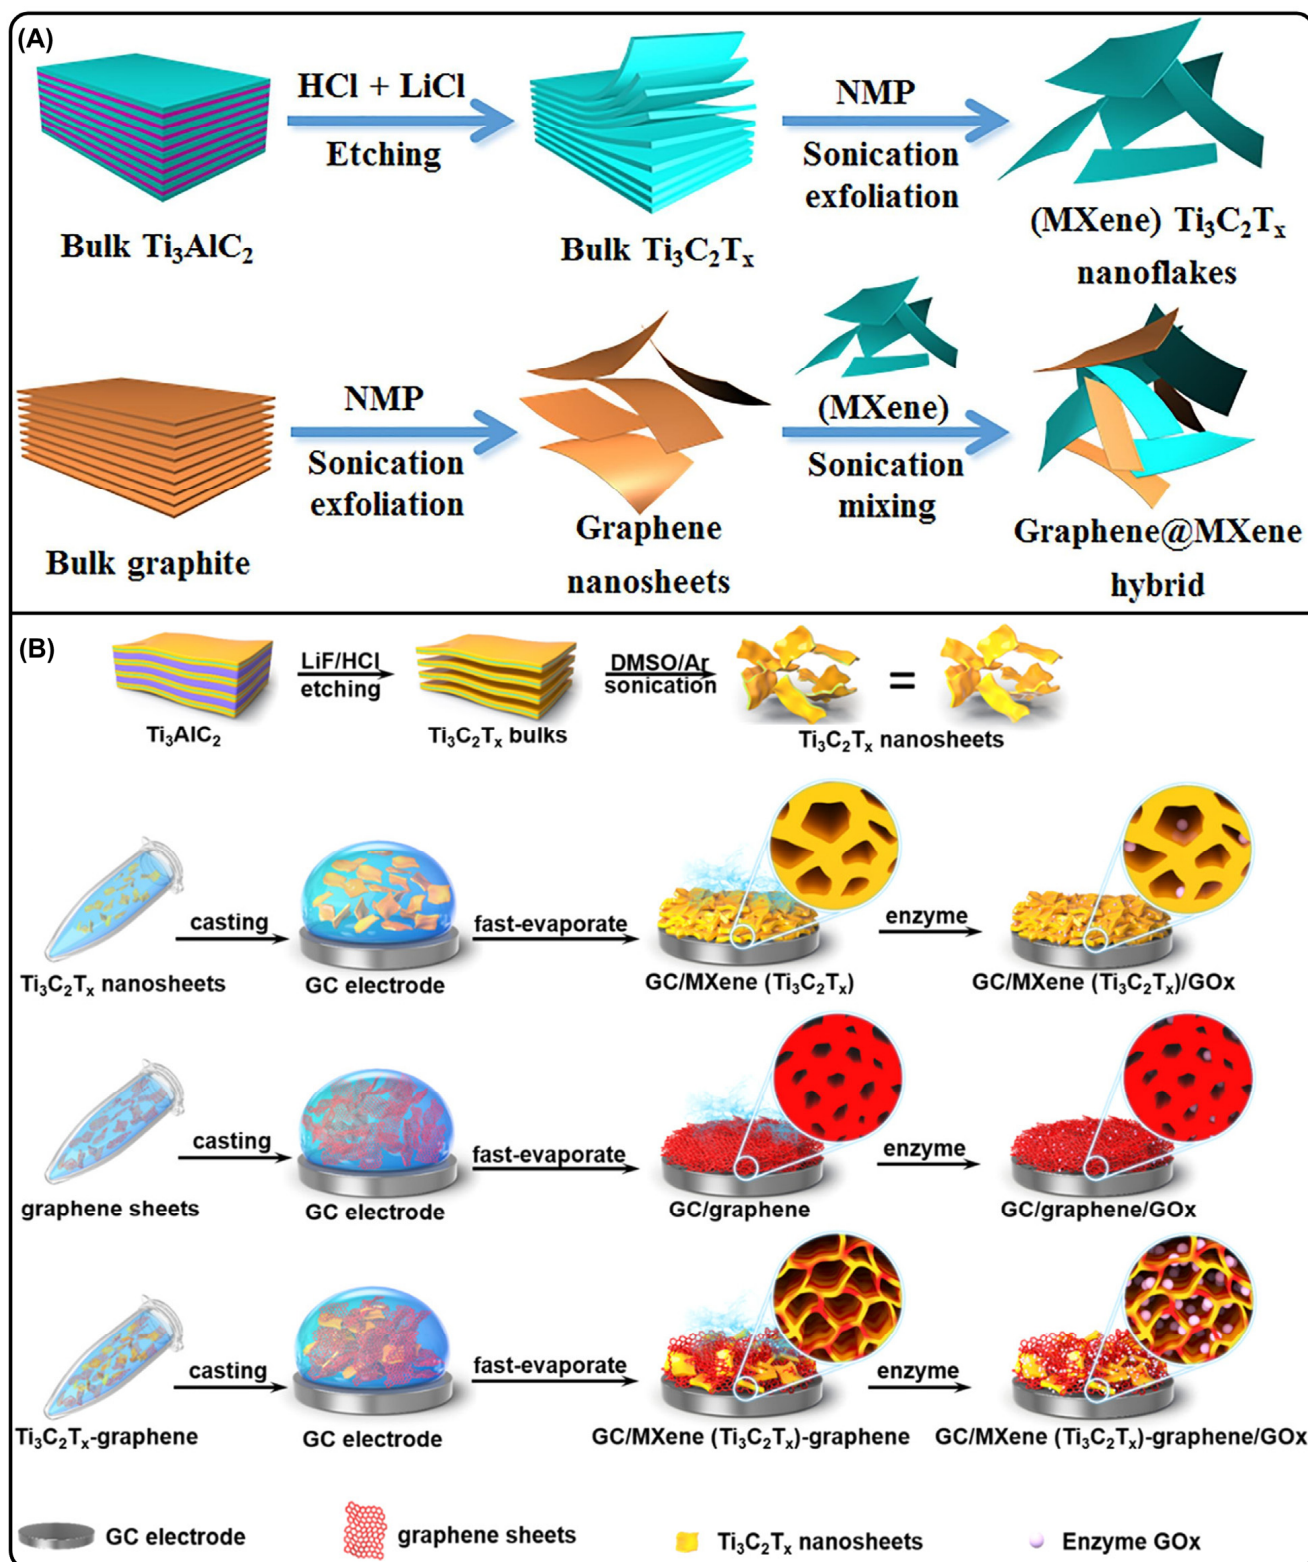 (A)
HCl + LiCl
Etching
NMP
Sonication
exfoliation
Bulk Ti₃AlC₂
Bulk Ti₃C₂Tₓ
(MXene) Ti₃C₂Tₓ
nanoflakes
NMP
Sonication
exfoliation
(MXene)
Sonication
mixing
Bulk graphite
Graphene
nanosheets
Graphene@MXene
hybrid
(B)
LiF/HCl
etching
DMSO/Ar
sonication
=
Ti₃AlC₂
Ti₃C₂Tₓ bulks
Ti₃C₂Tₓ nanosheets
casting
fast-evaporate
enzyme
Ti₃C₂Tₓ nanosheets
GC electrode
GC/MXene (Ti₃C₂Tₓ)
GC/MXene (Ti₃C₂Tₓ)/GOx
casting
fast-evaporate
enzyme
graphene sheets
GC electrode
GC/graphene
GC/graphene/GOx
casting
fast-evaporate
enzyme
Ti₃C₂Tₓ-graphene
GC electrode
GC/MXene (Ti₃C₂Tₓ)-graphene
GC/MXene (Ti₃C₂Tₓ)-graphene/GOx
GC electrode
graphene sheets
Ti₃C₂Tₓ nanosheets
Enzyme GOx